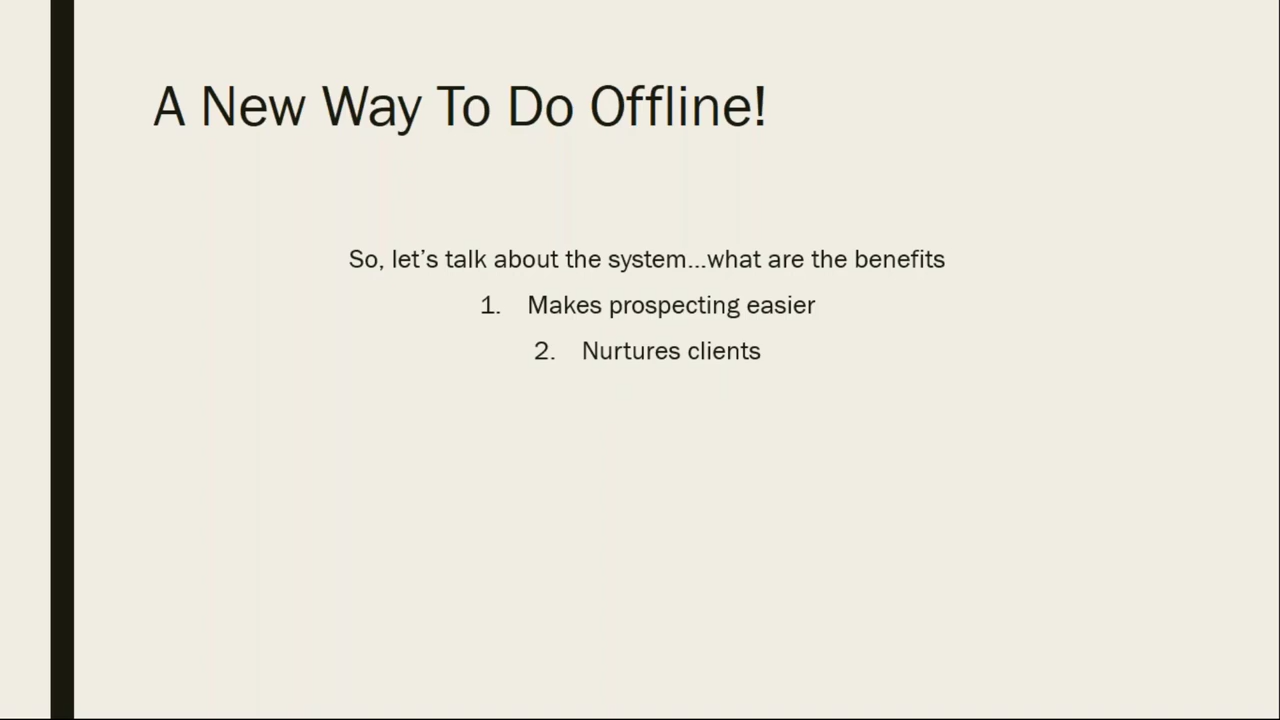 A New Way To Do Offline!
So, let’s talk about the system...what are the benefits
1. Makes prospecting easier
2. Nurtures clients